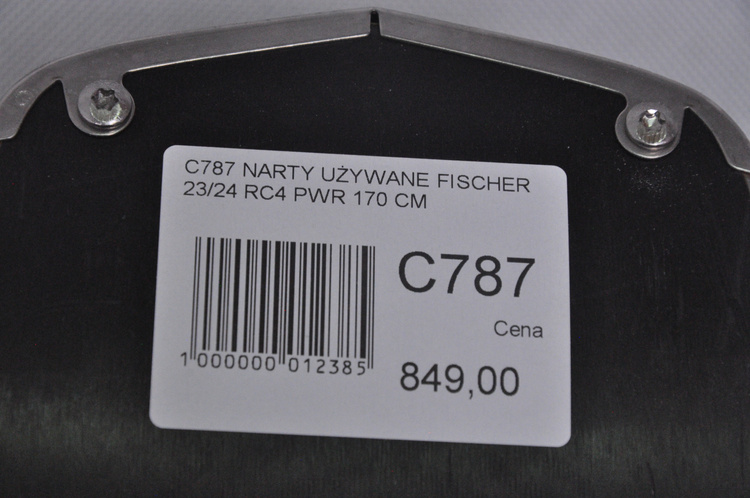 C787 NARTY UŻYWANE FISCHER
23/24 RC4 PWR 170 CM
C787
Cena
849,00
1 000000 012385